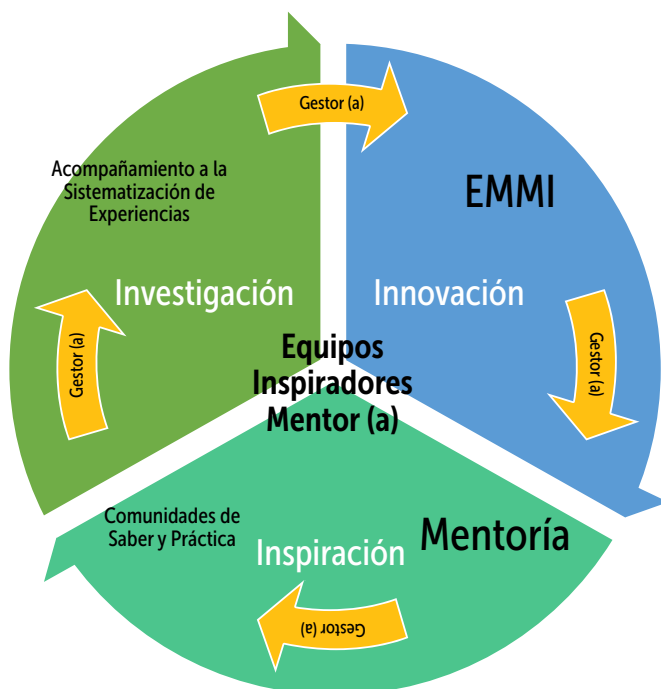 Gestor (a)
Acompañamiento a la
Sistematización de
Experiencias
EMMI
Investigación
Innovación
Gestor (a)
Gestor (a)
Equipos
Inspiradores
Mentor (a)
Comunidades de
Saber y Práctica
Mentoría
Inspiración
Gestor (a)